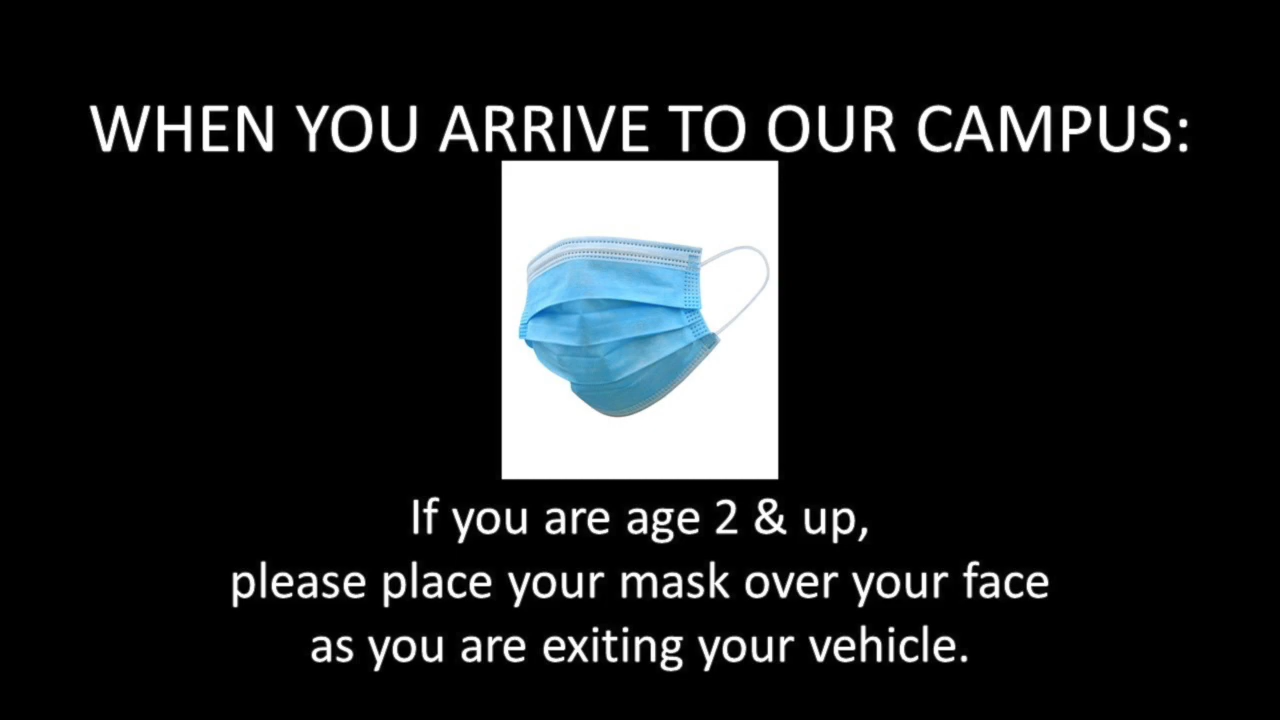 WHEN YOU ARRIVE TO OUR CAMPUS:
If you are age 2 & up,
please place your mask over your face
as you are exiting your vehicle.